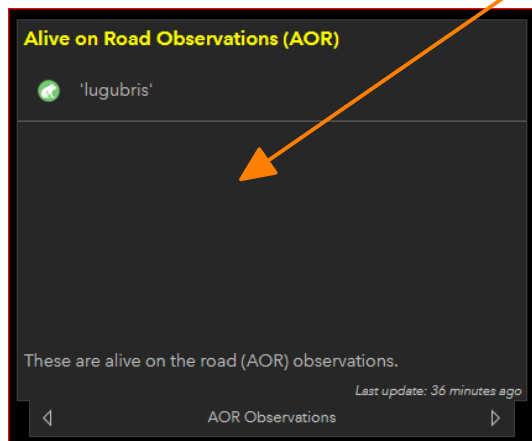 Alive on Road Observations (AOR)
'lugubris'
These are alive on the road (AOR) observations.
Last update: 36 minutes ago
AOR Observations